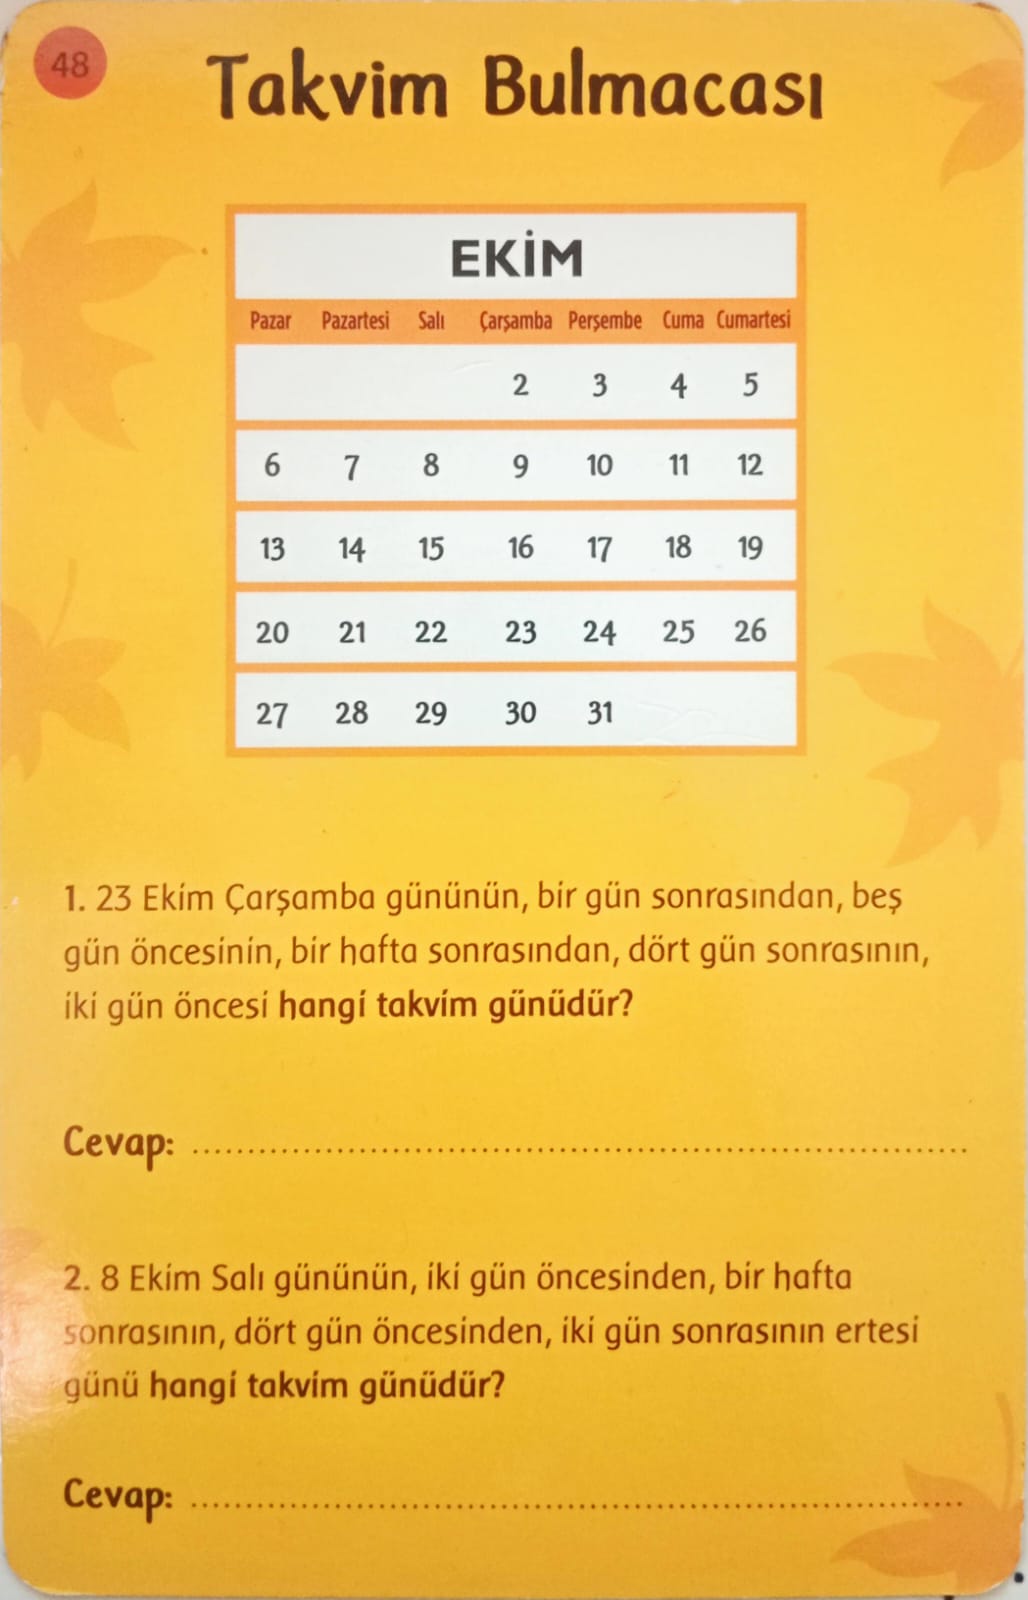 48
Takvim Bulmacası
EKİM
Pazar Pazartesi Salı Çarşamba Perşembe Cuma Cumartesi
2 3 4 5
6 7 8 9 10 11 12
13 14 15 16 17 18 19
20 21 22 23 24 25 26
27 28 29 30 31
1. 23 Ekim Çarşamba gününün, bir gün sonrasından, beş
gün öncesinin, bir hafta sonrasından, dört gün sonrasının,
iki gün öncesi hangi takvim günüdür?
Cevap: ........................................................................
2. 8 Ekim Salı gününün, iki gün öncesinden, bir hafta
sonrasının, dört gün öncesinden, iki gün sonrasının ertesi
günü hangi takvim günüdür?
Cevap: ........................................................................